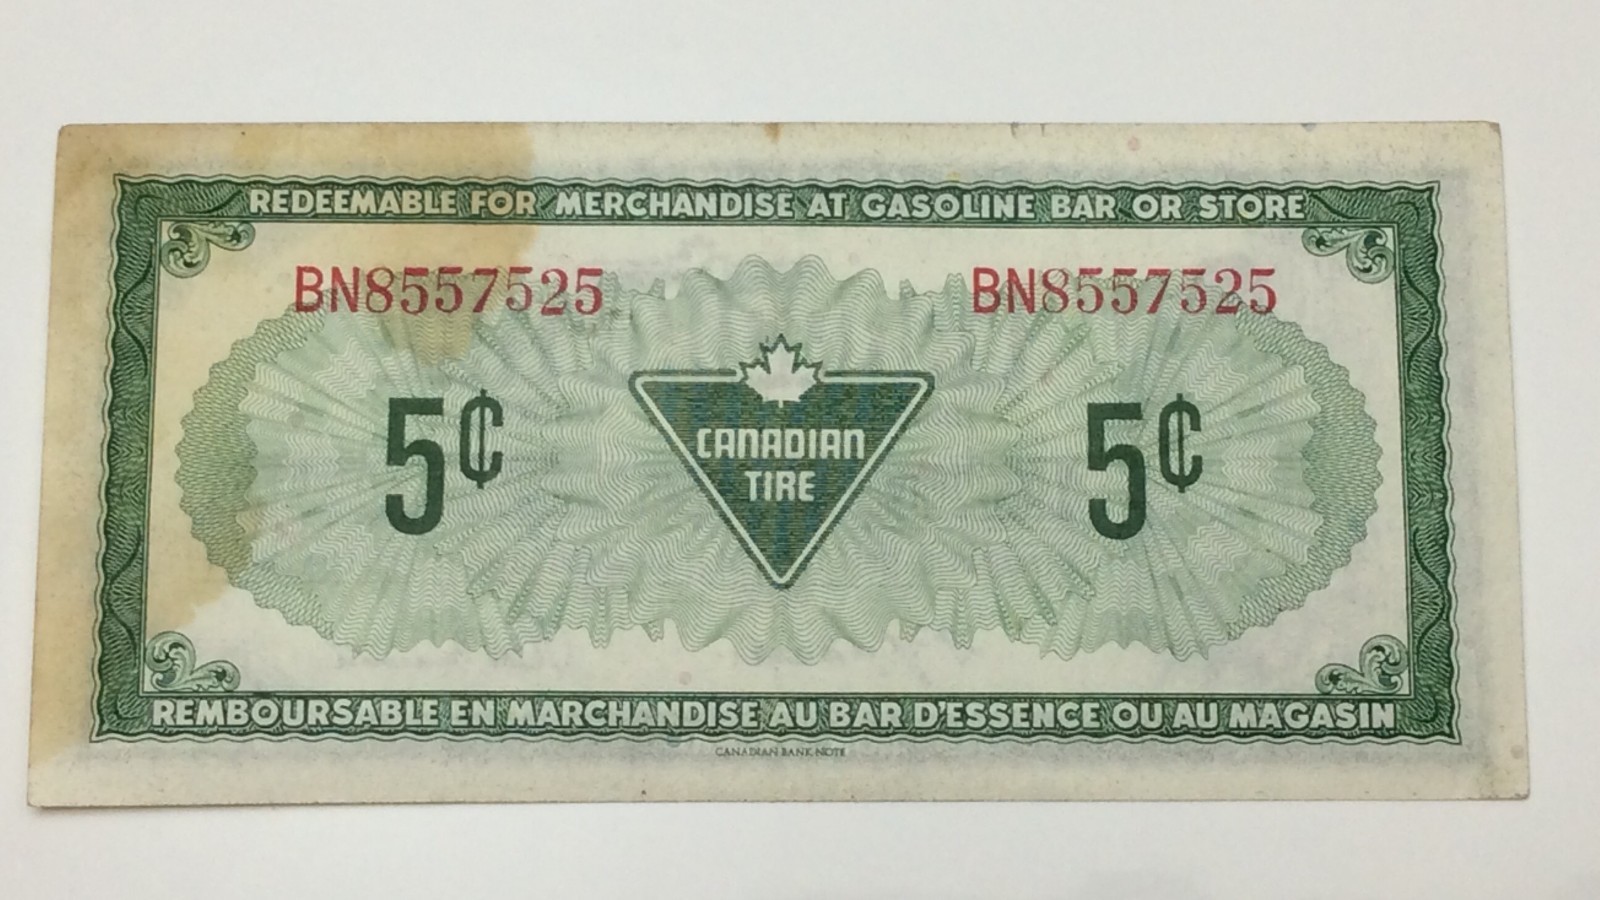 REDEEMABLE FOR MERCHANDISE AT GASOLINE BAR OR STORE
BN8557525 BN8557525
5¢ 5¢
CANADIAN
TIRE
REMBOURSABLE EN MARCHANDISE AU BAR D'ESSENCE OU AU MAGASIN
CANADIAN BANK NOTE